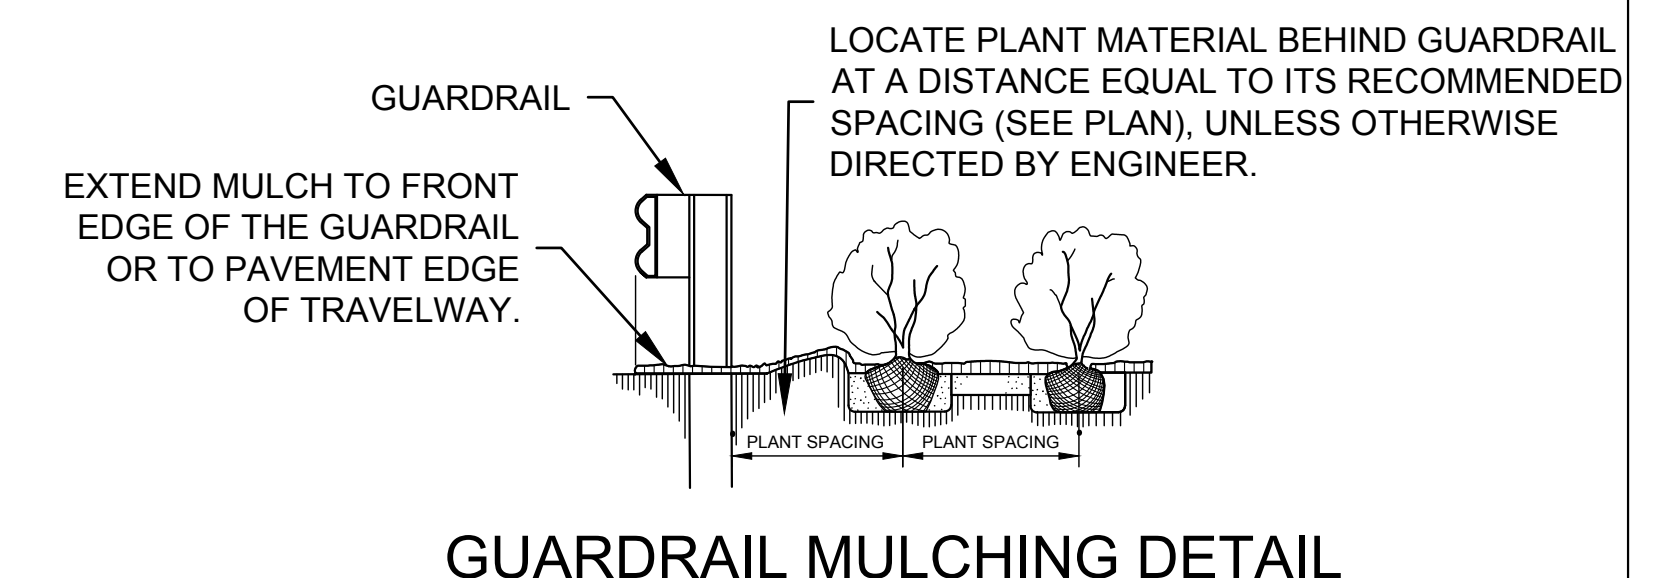 LOCATE PLANT MATERIAL BEHIND GUARDRAIL
AT A DISTANCE EQUAL TO ITS RECOMMENDED
SPACING (SEE PLAN), UNLESS OTHERWISE
DIRECTED BY ENGINEER.
GUARDRAIL
EXTEND MULCH TO FRONT
EDGE OF THE GUARDRAIL
OR TO PAVEMENT EDGE
OF TRAVELWAY.
PLANT SPACING
PLANT SPACING
GUARDRAIL MULCHING DETAIL